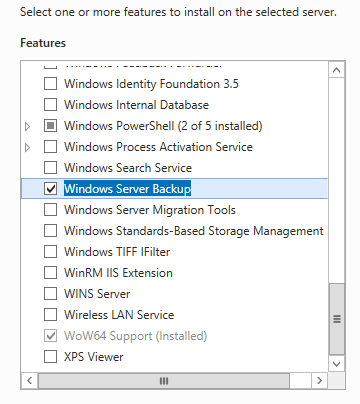 Select one or more features to install on the selected server.
Features
Windows Identity Foundation 3.5
Windows Internal Database
Windows PowerShell (2 of 5 installed)
Windows Process Activation Service
Windows Search Service
Windows Server Backup
Windows Server Migration Tools
Windows Standards-Based Storage Management
Windows TIFF IFilter
WinRM IIS Extension
WINS Server
Wireless LAN Service
WoW64 Support (Installed)
XPS Viewer